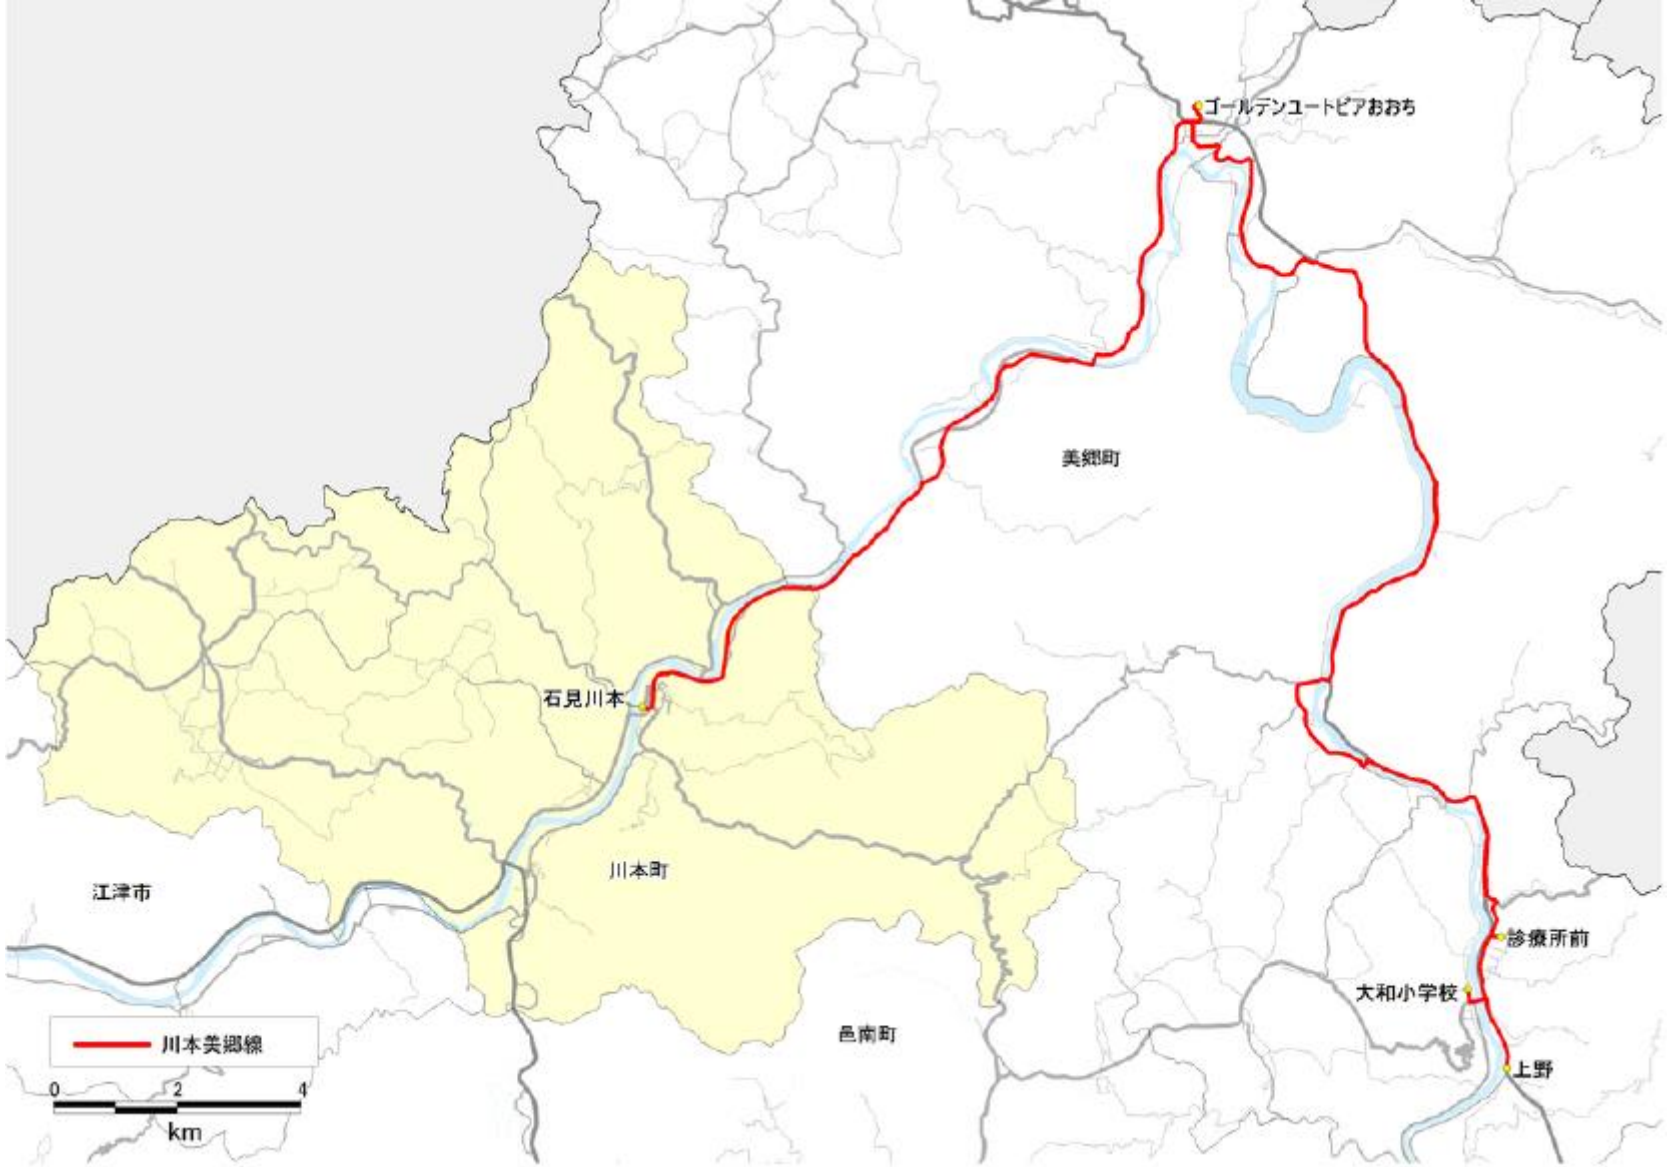 ゴールデンユートピアおおち
美郷町
石見川本
川本町
江津市
診療所前
大和小学校
邑南町
上野
川本美郷線
0 2 4
km